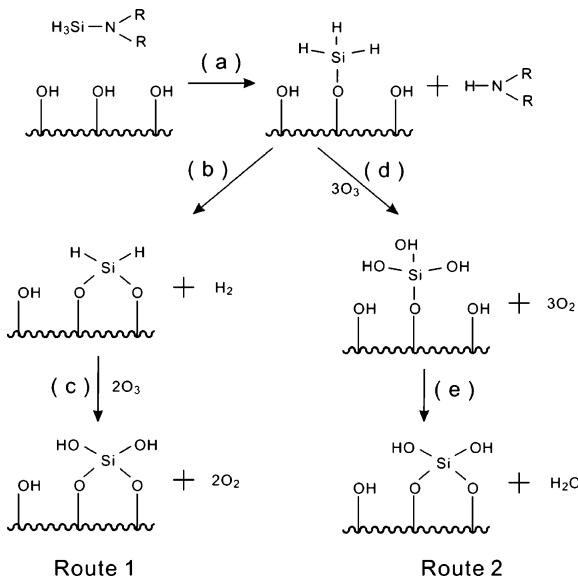 H₃Si—N R R
(a)
OH OH OH
H H H Si O OH OH
+ H—N R R
(b)
(d)
3O₃
H H Si O O OH + H₂
OH HO OH Si O OH OH + 3O₂
(c) 2O₃
(e)
HO OH Si O O OH + 2O₂
HO OH Si O O OH + H₂O
Route 1
Route 2